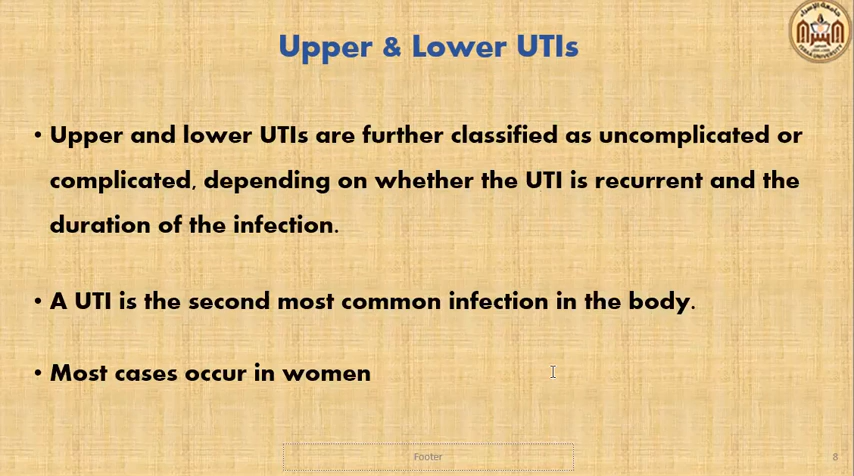 Upper & Lower UTIs
• Upper and lower UTIs are further classified as uncomplicated or
complicated, depending on whether the UTI is recurrent and the
duration of the infection.
• A UTI is the second most common infection in the body.
• Most cases occur in women
Footer
8